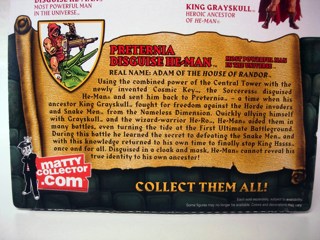 MOST POWERFUL MAN
IN THE UNIVERSE...
KING GRAYSKULL
HEROIC ANCESTOR
OF HE-MAN
PRETERNIA
DISGUISE HE-MAN
MOST POWERFUL MAN
IN THE UNIVERSE
REAL NAME: ADAM OF THE HOUSE OF RANDOR
Using the combined power of the Central Tower with the
newly invented Cosmic Key, the Sorceress disguised
He-Man and sent him back to Preternia - a time when his
ancestor King Grayskull, fought for freedom against the Horde invaders
and Snake Men, from the Nameless Dimension. Quickly allying himself
with Grayskull, and the wizard-warrior He-Ro, He-Man aided them in
many battles, even turning the tide at the First Ultimate Battleground.
During this battle he learned the secret to defeating the Snake Men, and
with this knowledge returned to his own time to finally stop King Hssss,
once and for all. Disguised in a cloak and mask, He-Man cannot reveal his
true identity to his own ancestor!
matty
COLLECTOR
.com
COLLECT THEM ALL!